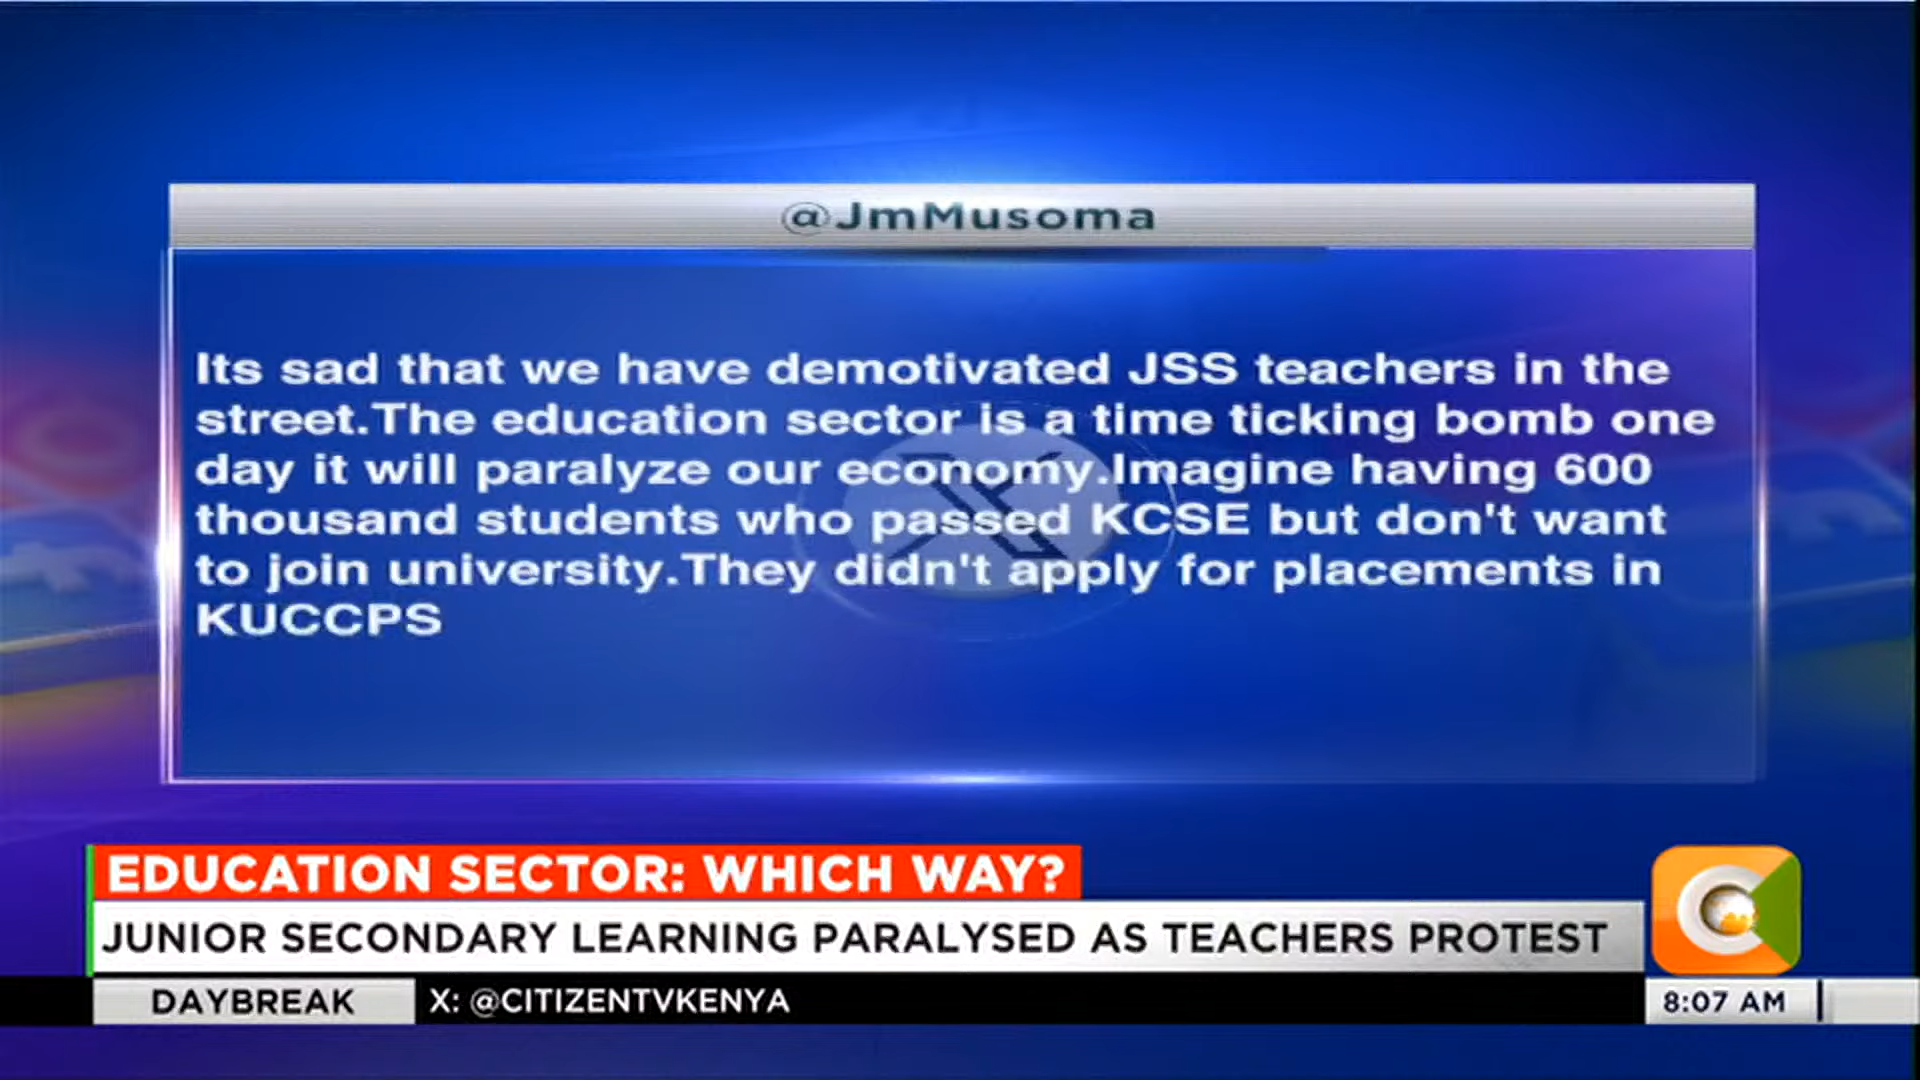 @JmMusoma
Its sad that we have demotivated JSS teachers in the
street.The education sector is a time ticking bomb one
day it will paralyze our economy.Imagine having 600
thousand students who passed KCSE but don't want
to join university.They didn't apply for placements in
KUCCPS
EDUCATION SECTOR: WHICH WAY?
JUNIOR SECONDARY LEARNING PARALYSED AS TEACHERS PROTEST
DAYBREAK
X: @CITIZENTVKENYA
8:07 AM